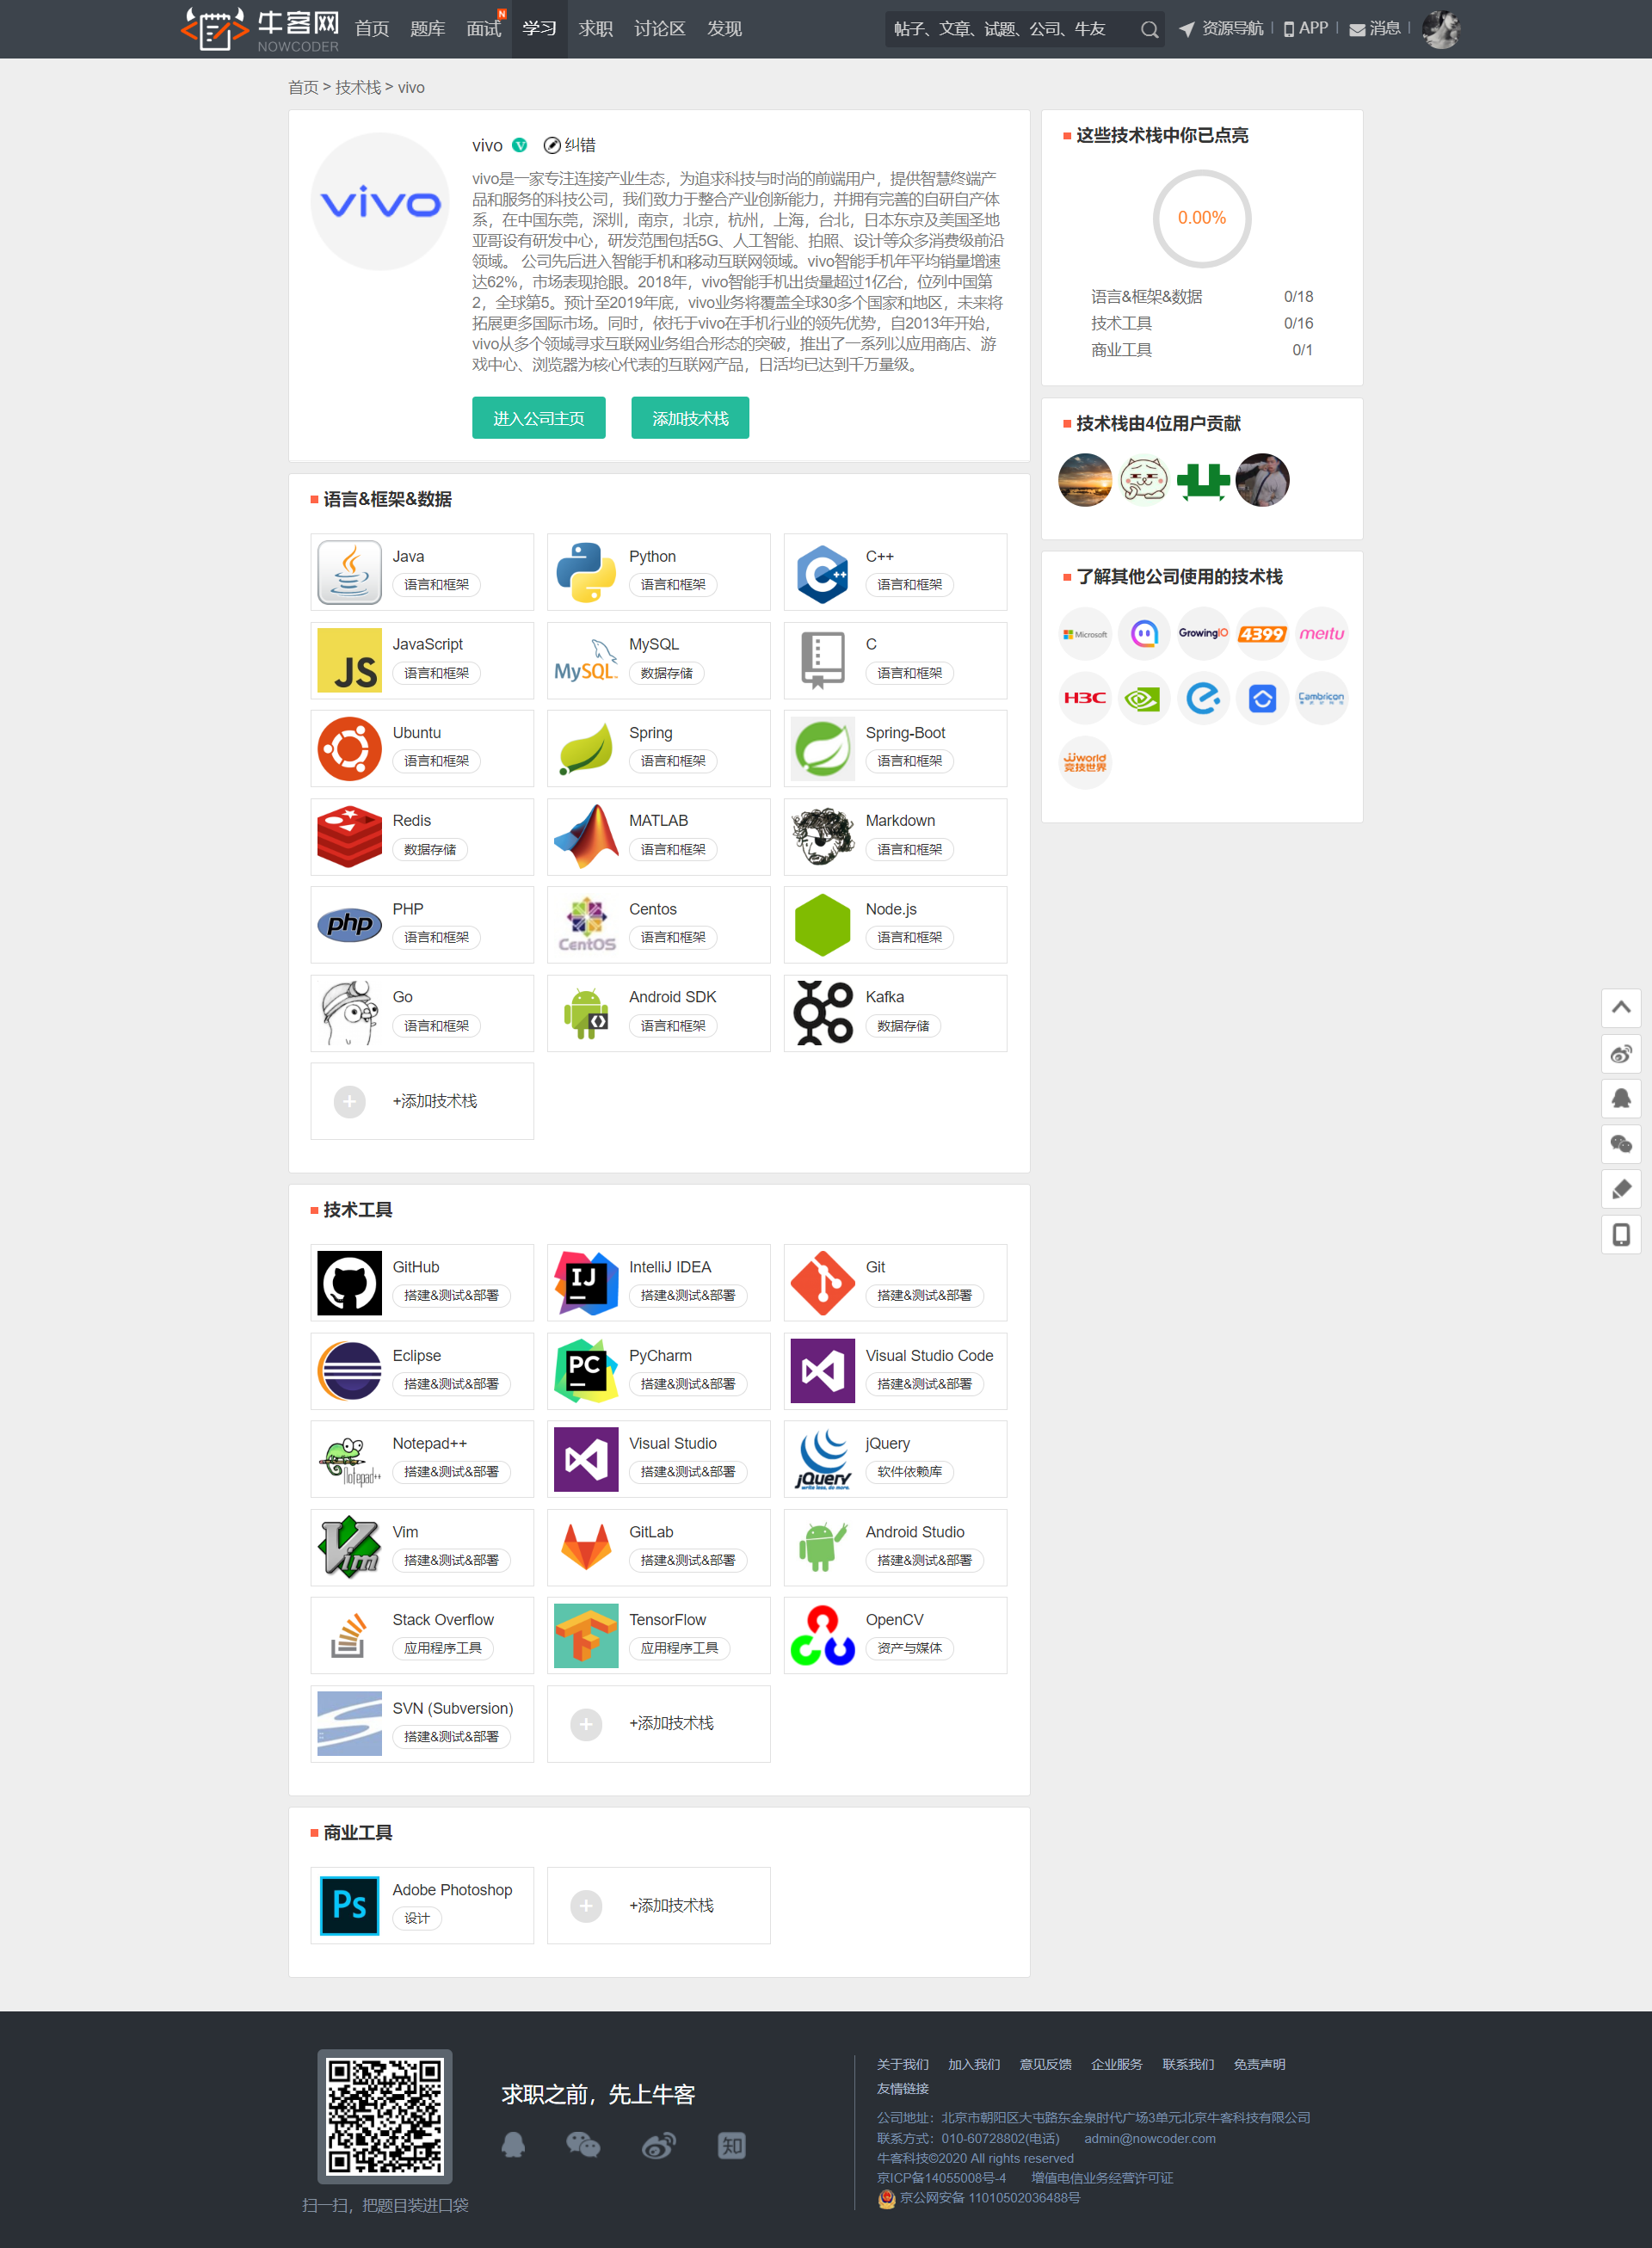 牛客网
NOWCODER
首页 题库 面试 N 学习 求职 讨论区 发现
帖子、文章、试题、公司、牛友
资源导航 APP 消息
首页 > 技术栈 > vivo
vivo
vivo V 纠错
vivo是一家专注连接产业生态，为追求科技与时尚的前端用户，提供智慧终端产
品和服务的科技公司，我们致力于整合产业创新能力，并拥有完善的自研自产体
系，在中国东莞，深圳，南京，北京，杭州，上海，台北，日本东京及美国圣地
亚哥设有研发中心，研发范围包括5G、人工智能、拍照、设计等众多消费级前沿
领域。 公司先后进入智能手机和移动互联网领域。vivo智能手机年平均销量增速
达62%，市场表现抢眼。2018年，vivo智能手机出货量超过1亿台，位列中国第
2，全球第5。预计至2019年底，vivo业务将覆盖全球30多个国家和地区，未来将
拓展更多国际市场。同时，依托于vivo在手机行业的领先优势，自2013年开始，
vivo从多个领域寻求互联网业务组合形态的突破，推出了一系列以应用商店、游
戏中心、浏览器为核心代表的互联网产品，日活均已达到千万量级。
进入公司主页 添加技术栈
这些技术栈中你已点亮
0.00%
语言&框架&数据 0/18
技术工具 0/16
商业工具 0/1
技术栈由4位用户贡献
了解其他公司使用的技术栈
Microsoft GrowingIO 4399 meitu
H3C Cambricon
JJworld
竞技世界
语言&框架&数据
Java
语言和框架
Python
语言和框架
C++
语言和框架
JS
JavaScript
语言和框架
MySQL
MySQL
数据存储
C
语言和框架
Ubuntu
语言和框架
Spring
语言和框架
Spring-Boot
语言和框架
Redis
数据存储
MATLAB
语言和框架
Markdown
语言和框架
php
PHP
语言和框架
CentOS
Centos
语言和框架
Node.js
语言和框架
Go
语言和框架
Android SDK
语言和框架
Kafka
数据存储
+添加技术栈
技术工具
GitHub
搭建&测试&部署
IJ
IntelliJ IDEA
搭建&测试&部署
Git
搭建&测试&部署
Eclipse
搭建&测试&部署
PC
PyCharm
搭建&测试&部署
Visual Studio Code
搭建&测试&部署
Notepad++
Notepad++
搭建&测试&部署
Visual Studio
搭建&测试&部署
jQuery
write less, do more.
jQuery
软件依赖库
Vim
Vim
搭建&测试&部署
GitLab
搭建&测试&部署
Android Studio
搭建&测试&部署
Stack Overflow
应用程序工具
TensorFlow
应用程序工具
OpenCV
资产与媒体
SVN (Subversion)
搭建&测试&部署
+添加技术栈
商业工具
Ps
Adobe Photoshop
设计
+添加技术栈
扫一扫，把题目装进口袋
求职之前，先上牛客
知
关于我们 加入我们 意见反馈 企业服务 联系我们 免责声明
友情链接
公司地址：北京市朝阳区大屯路东金泉时代广场3单元北京牛客科技有限公司
联系方式：010-60728802(电话) admin@nowcoder.com
牛客科技©2020 All rights reserved
京ICP备14055008号-4 增值电信业务经营许可证
京公网安备 11010502036488号